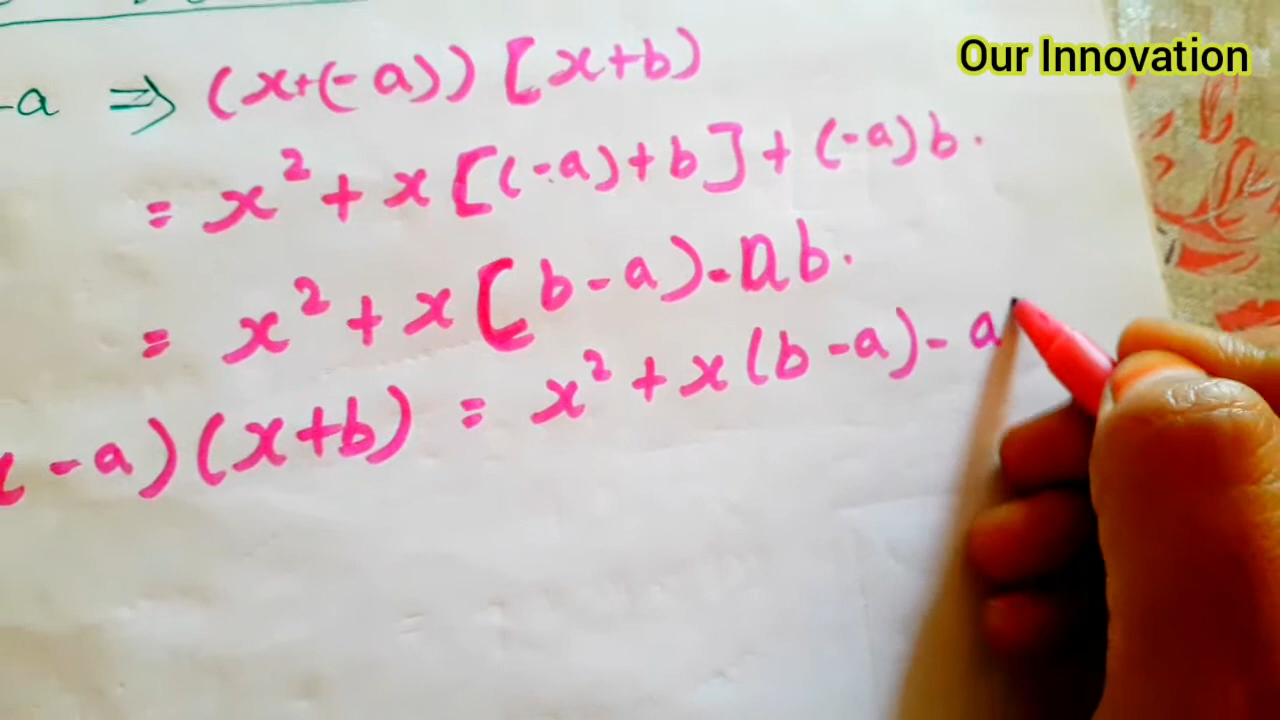 Our Innovation
-a ⇒ (x+(-a)) [x+b)
= x² + x[(-a)+b] + (-a)b.
= x² + x[b-a)-ab.
-a)(x+b) = x² + x(b-a)-a